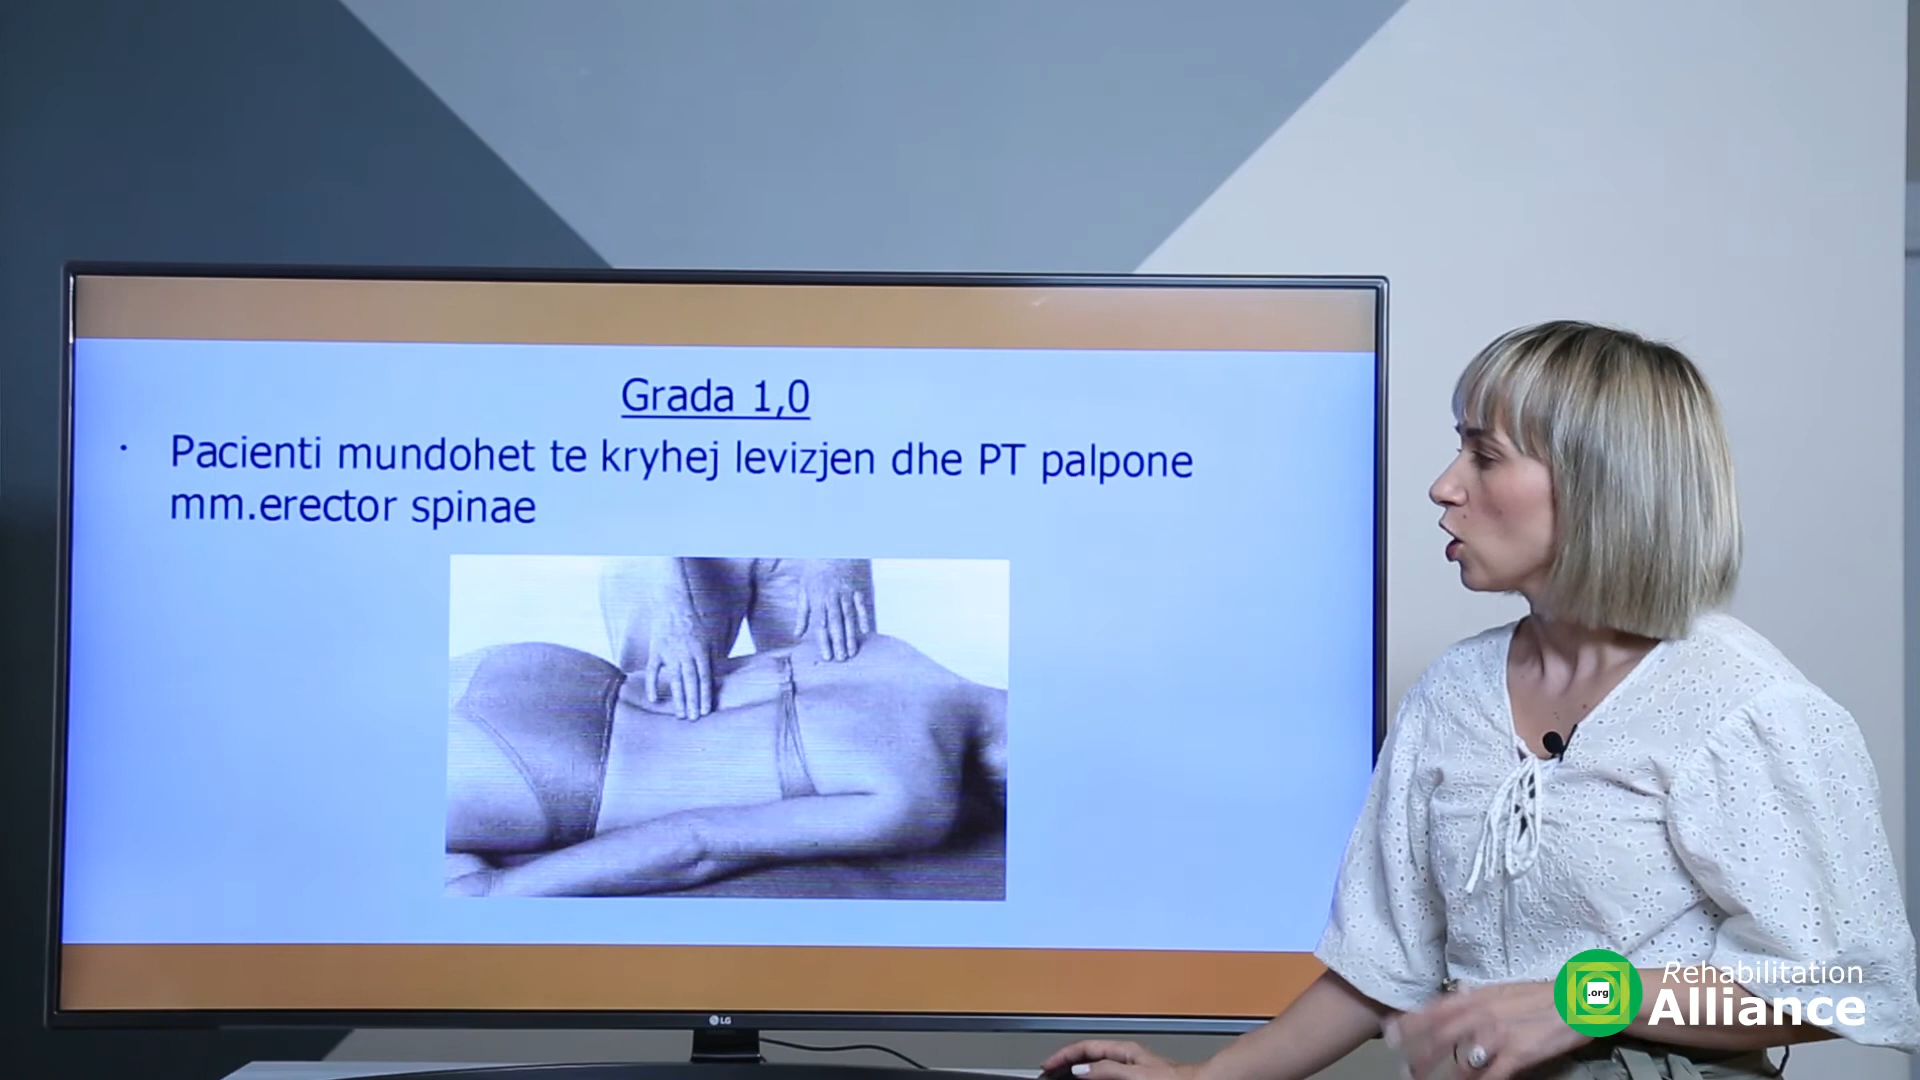 Grada 1,0
· Pacienti mundohet te kryhej levizjen dhe PT palpone
mm.erector spinae
LG
.org
Rehabilitation
Alliance